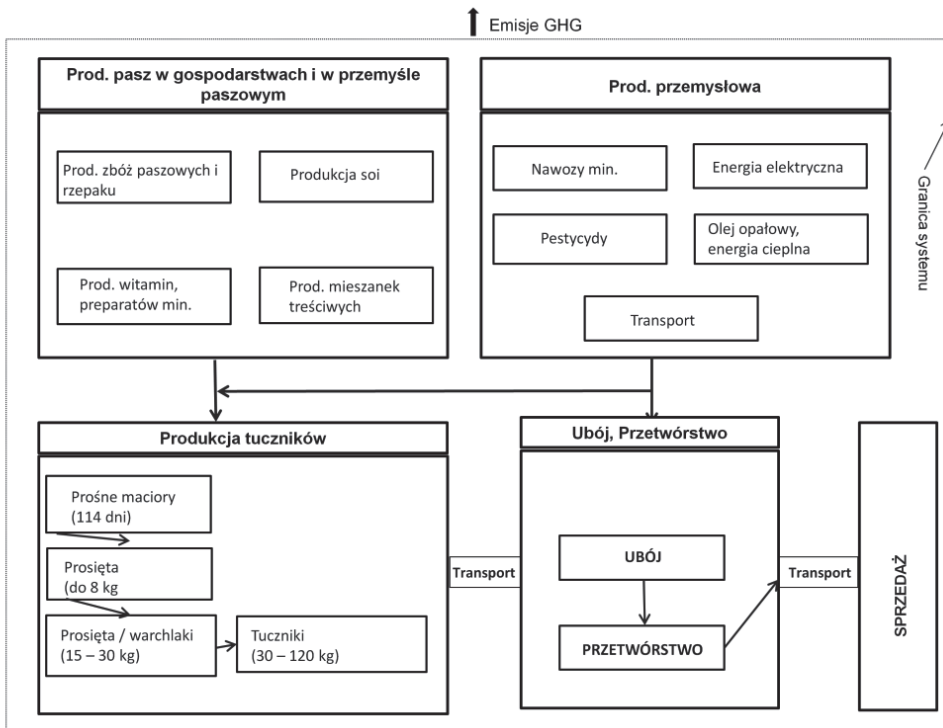 Emisje GHG
Prod. pasz w gospodarstwach i w przemyśle
paszowym
Prod. zbóż paszowych i
rzepaku
Produkcja soi
Prod. witamin,
preparatów min.
Prod. mieszanek
treściwych
Prod. przemysłowa
Nawozy min.
Energia elektryczna
Pestycydy
Olej opałowy,
energia cieplna
Transport
Granica systemu
Produkcja tuczników
Prośne maciory
(114 dni)
Prosięta
(do 8 kg
Prosięta / warchlaki
(15 – 30 kg)
Tuczniki
(30 – 120 kg)
Transport
Ubój, Przetwórstwo
UBÓJ
PRZETWÓRSTWO
Transport
SPRZEDAŻ